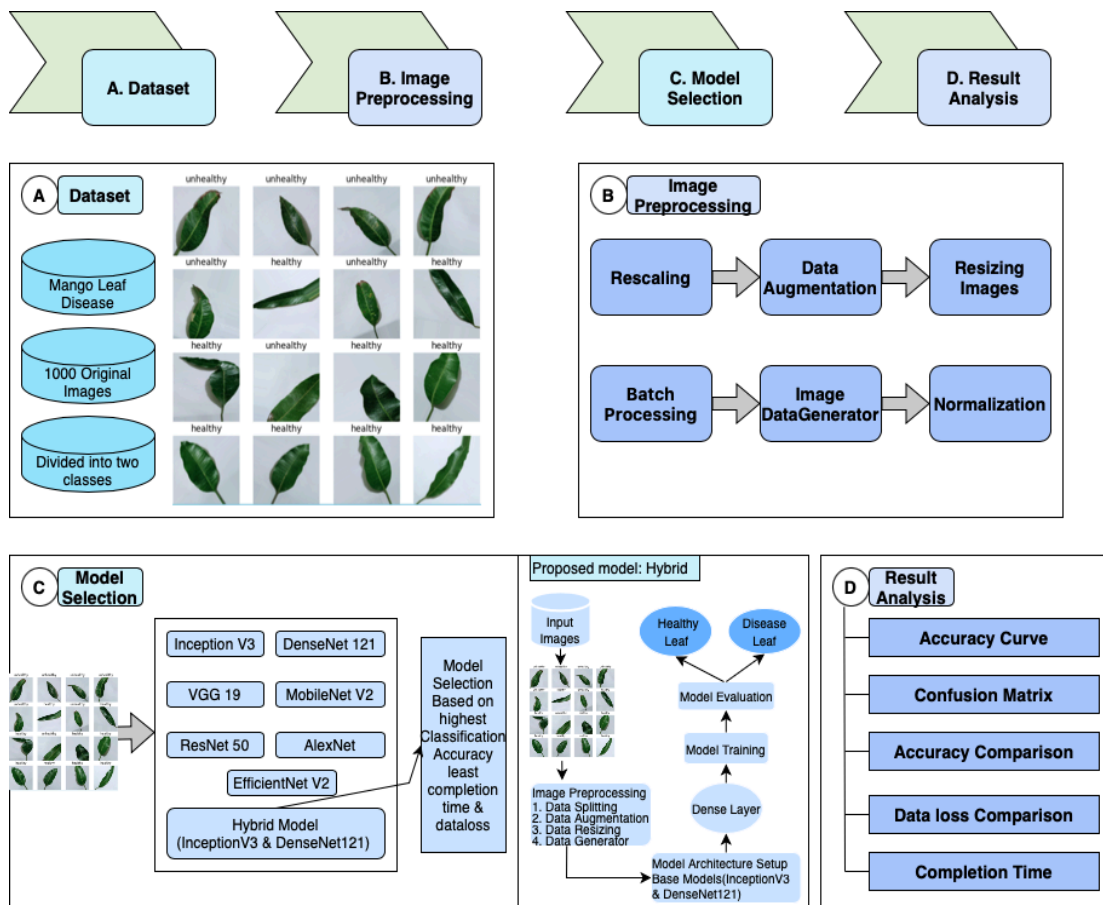 A. Dataset
B. Image
Preprocessing
C. Model
Selection
D. Result
Analysis
A
Dataset
Mango Leaf
Disease
1000 Original
Images
Divided into two
classes
unhealthy unhealthy unhealthy unhealthy
unhealthy healthy unhealthy healthy
healthy unhealthy healthy healthy
healthy healthy healthy healthy
B
Image
Preprocessing
Rescaling
Data
Augmentation
Resizing
Images
Batch
Processing
Image
DataGenerator
Normalization
C
Model
Selection
Inception V3
DenseNet 121
VGG 19
MobileNet V2
ResNet 50
AlexNet
EfficientNet V2
Hybrid Model
(InceptionV3 & DenseNet121)
Model
Selection
Based on
highest
Classification
Accuracy
least
completion
time &
dataloss
Proposed model: Hybrid
Input
Images
Image Preprocessing
1. Data Splitting
2. Data Augmentation
3. Data Resizing
4. Data Generator
Model Architecture Setup
Base Models(InceptionV3
& DenseNet121)
Dense Layer
Model Training
Model Evaluation
Healthy
Leaf
Disease
Leaf
D
Result
Analysis
Accuracy Curve
Confusion Matrix
Accuracy Comparison
Data loss Comparison
Completion Time